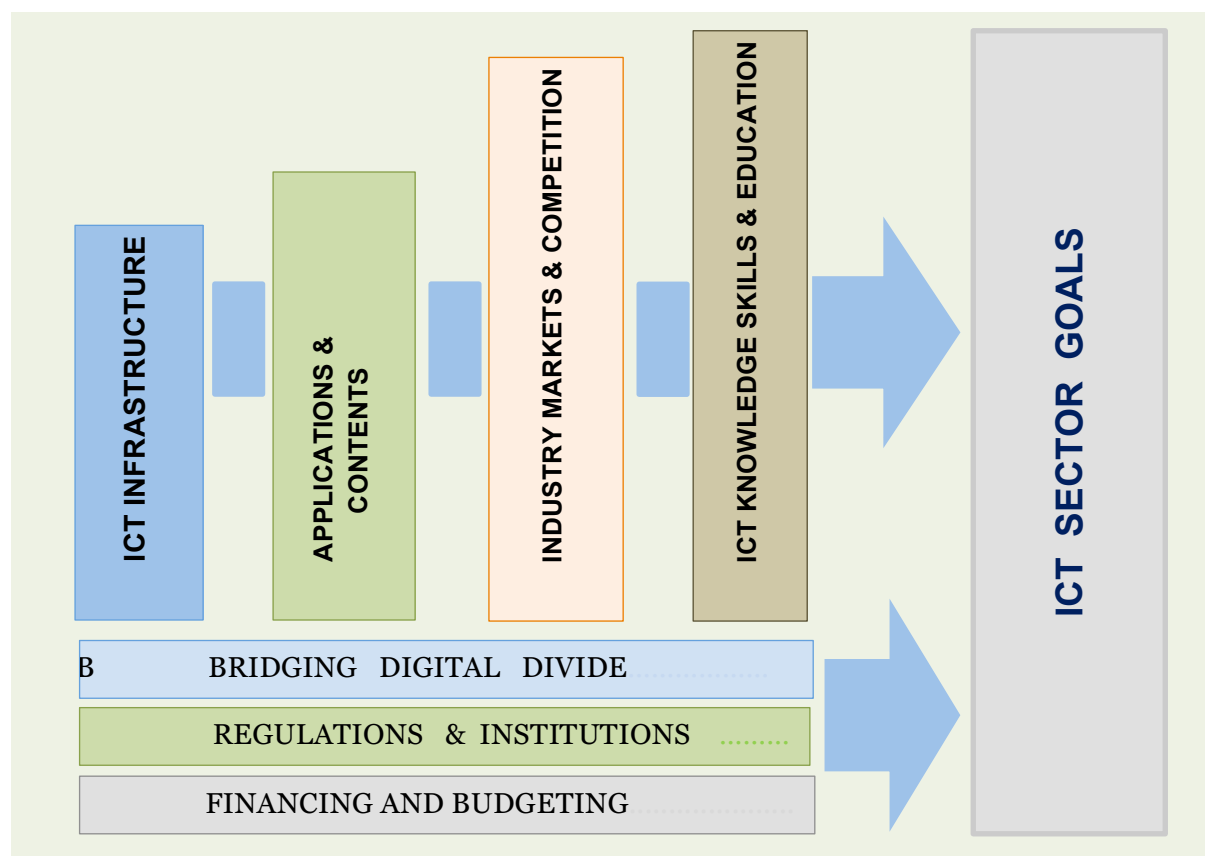 ICT INFRASTRUCTURE
APPLICATIONS &
CONTENTS
INDUSTRY MARKETS & COMPETITION
ICT KNOWLEDGE SKILLS & EDUCATION
ICT SECTOR GOALS
B BRIDGING DIGITAL DIVIDE.................
REGULATIONS & INSTITUTIONS .........
FINANCING AND BUDGETING....................